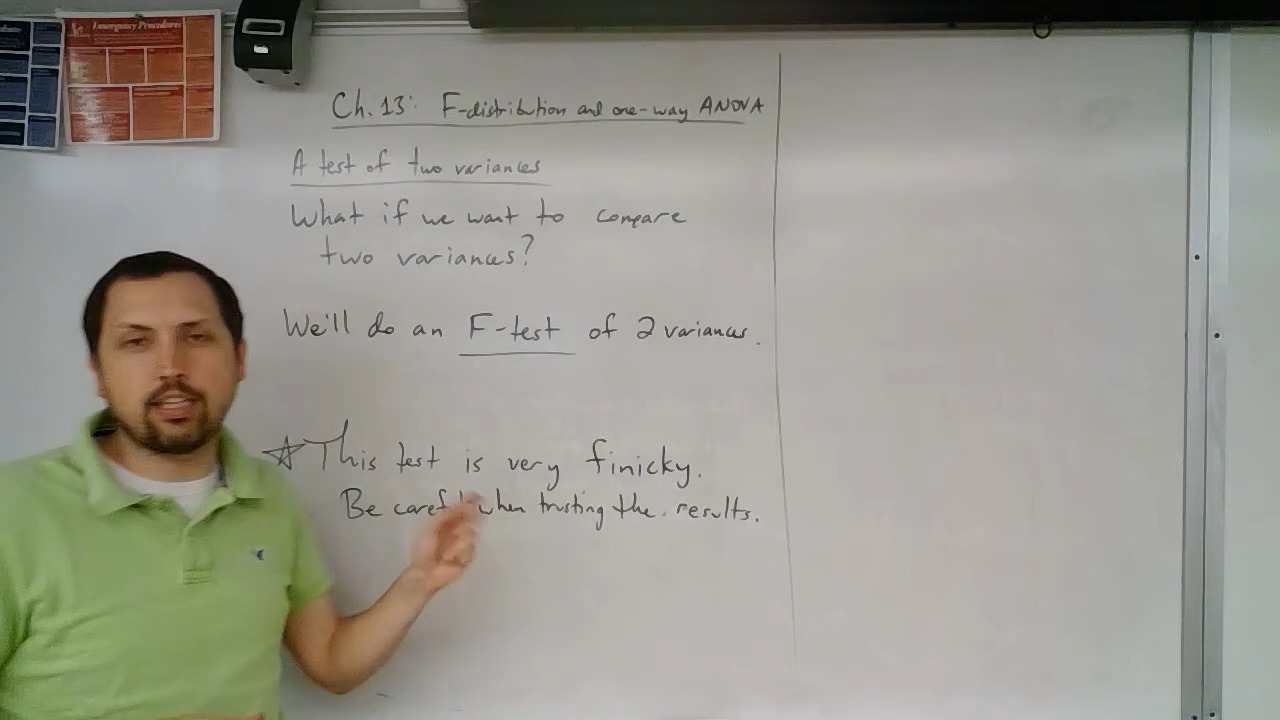 Emergency Procedures
Ch. 13: F-distribution and one-way ANOVA
A test of two variances
What if we want to compare
two variances?
We'll do an F-test of 2 variances.
☆ This test is very finicky.
Be when trusting the results.